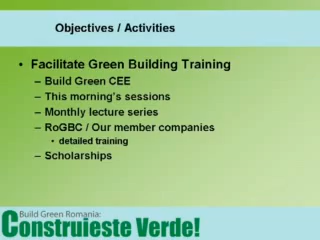 Objectives / Activities
• Facilitate Green Building Training
– Build Green CEE
– This morning's sessions
– Monthly lecture series
– RoGBC / Our member companies
• detailed training
– Scholarships
Build Green Romania:
Construieste Verde!